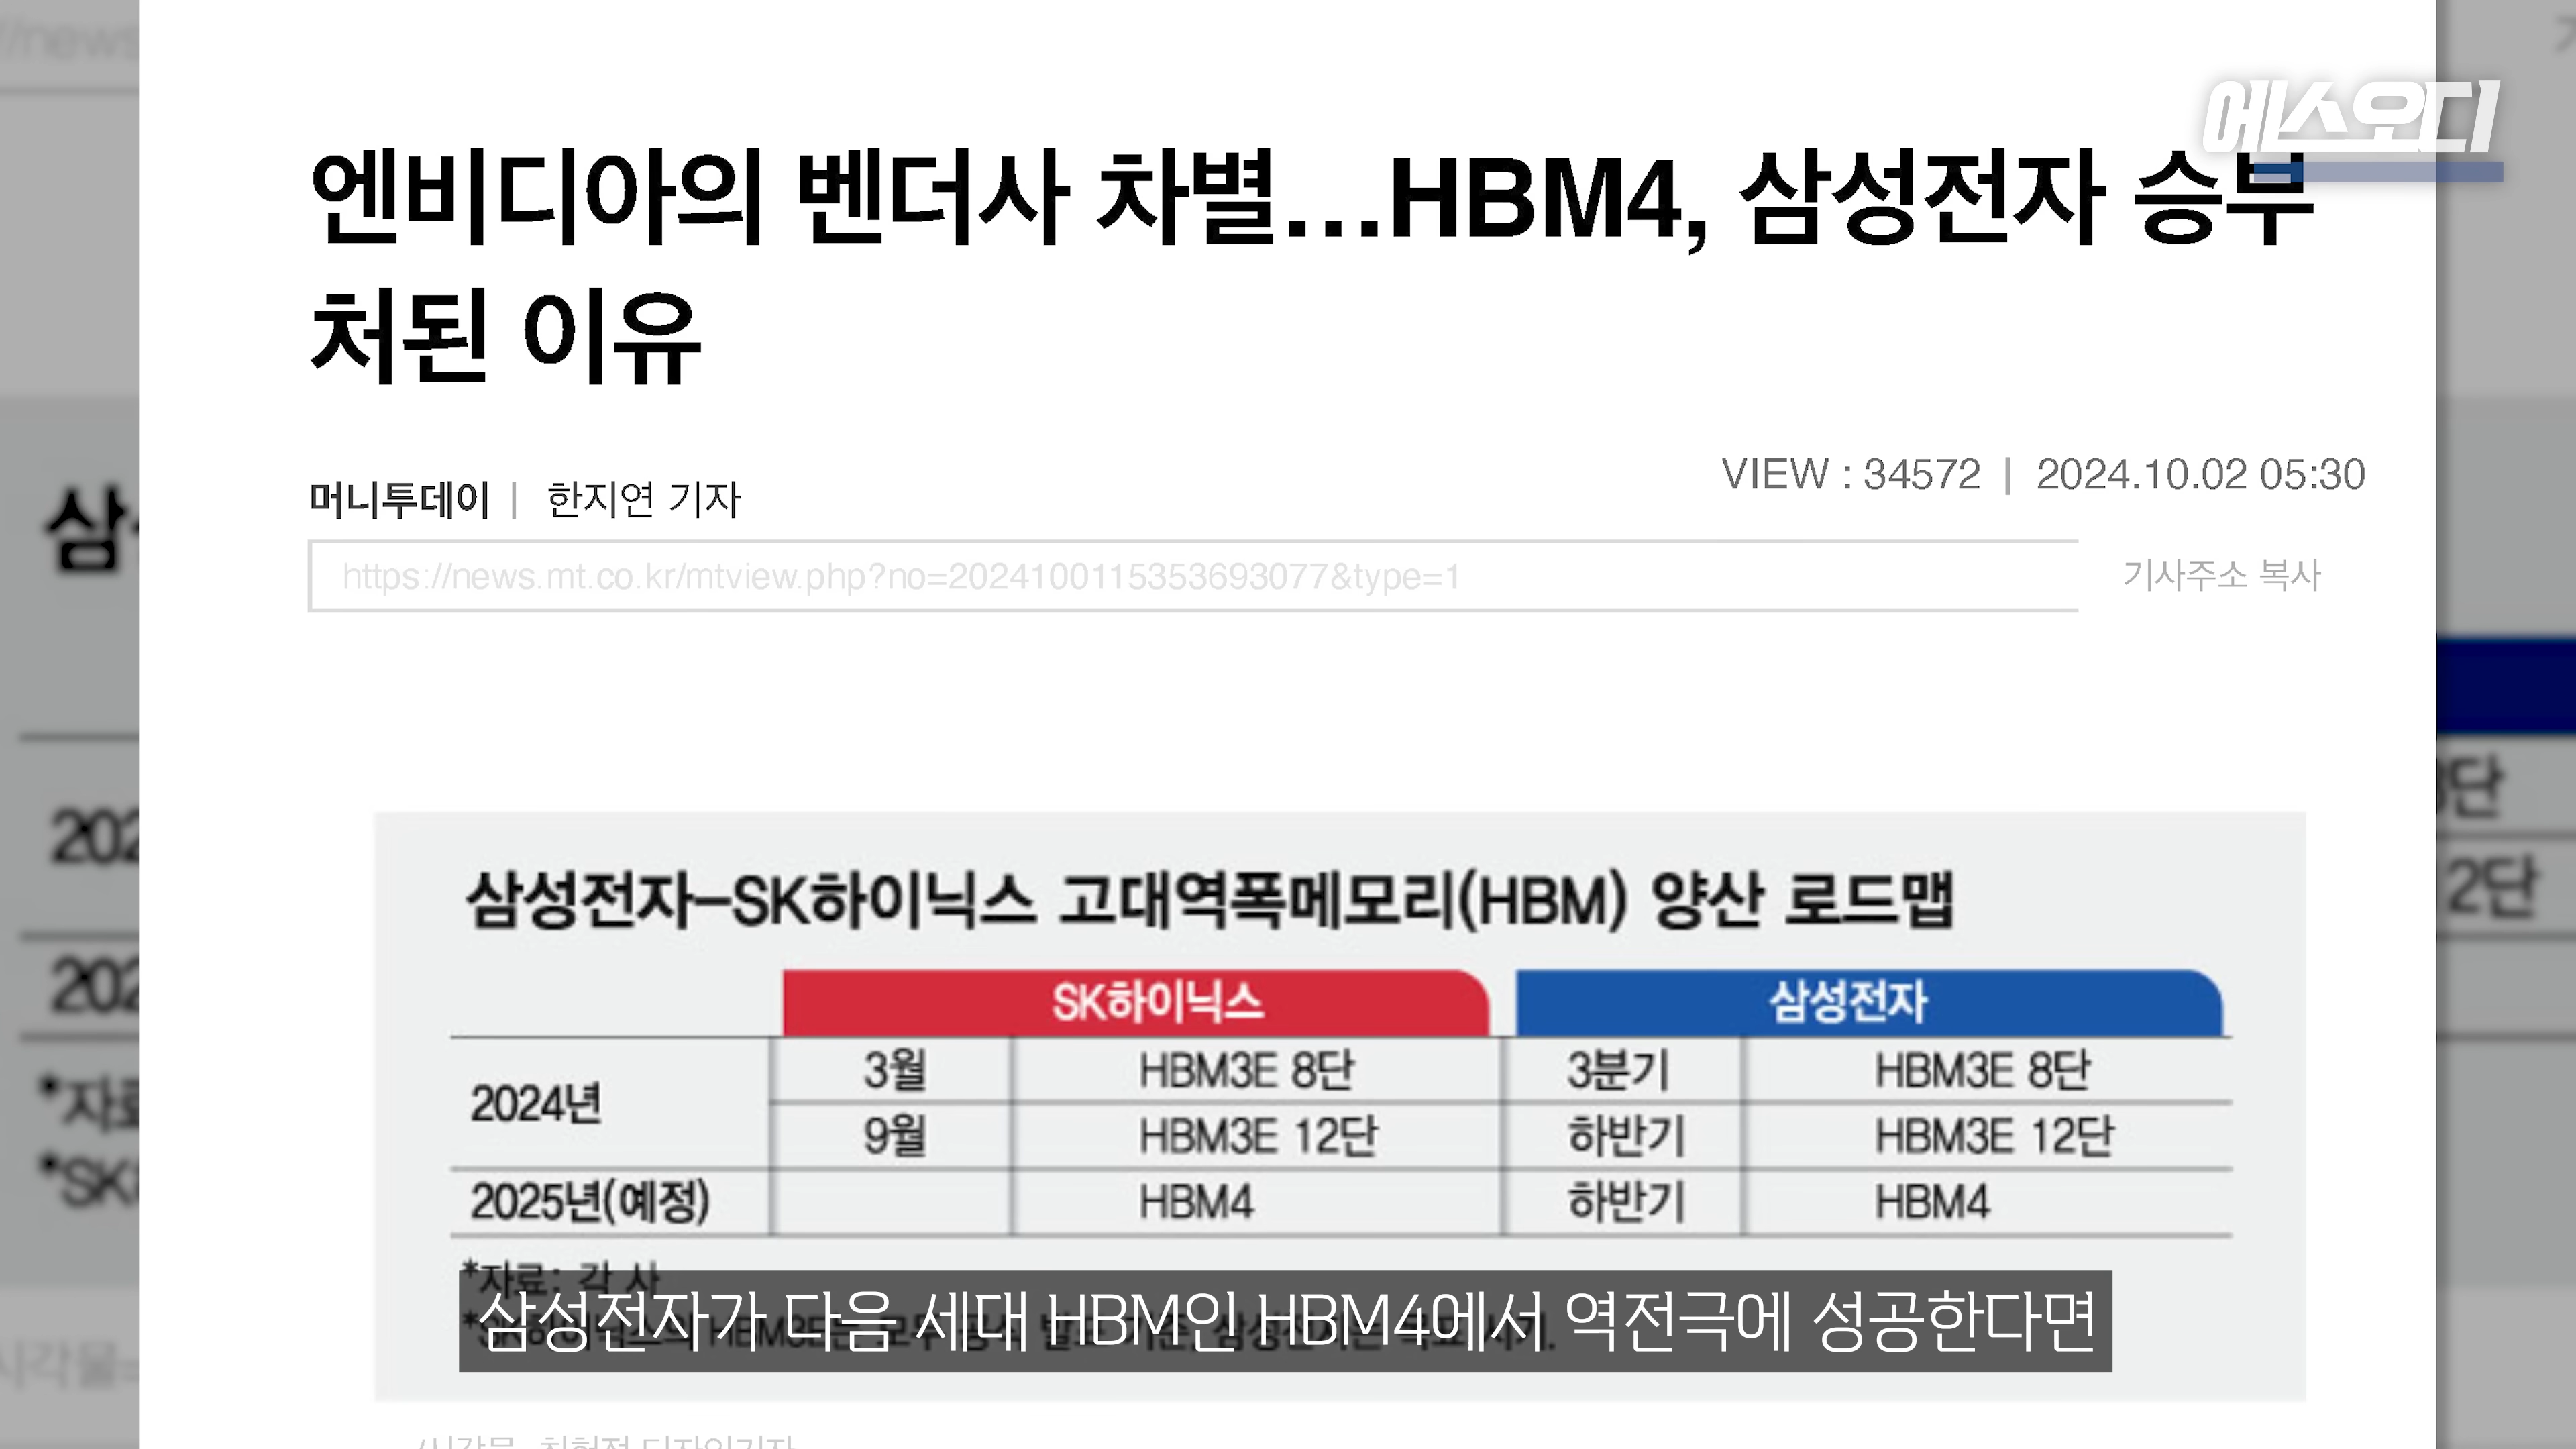 에스오디
엔비디아의 벤더사 차별...HBM4, 삼성전자 승부
처된 이유
머니투데이 | 한지연 기자
VIEW : 34572 | 2024.10.02 05:30
https://news.mt.co.kr/mtview.php?no=2024100115353693077&type=1
기사주소 복사
삼성전자-SK하이닉스 고대역폭메모리(HBM) 양산 로드맵
SK하이닉스 삼성전자
2024년 3월 HBM3E 8단 3분기 HBM3E 8단
9월 HBM3E 12단 하반기 HBM3E 12단
2025년(예정) HBM4 하반기 HBM4
*자료: 각 사
삼성전자가 다음 세대 HBM인 HBM4에서 역전극에 성공한다면